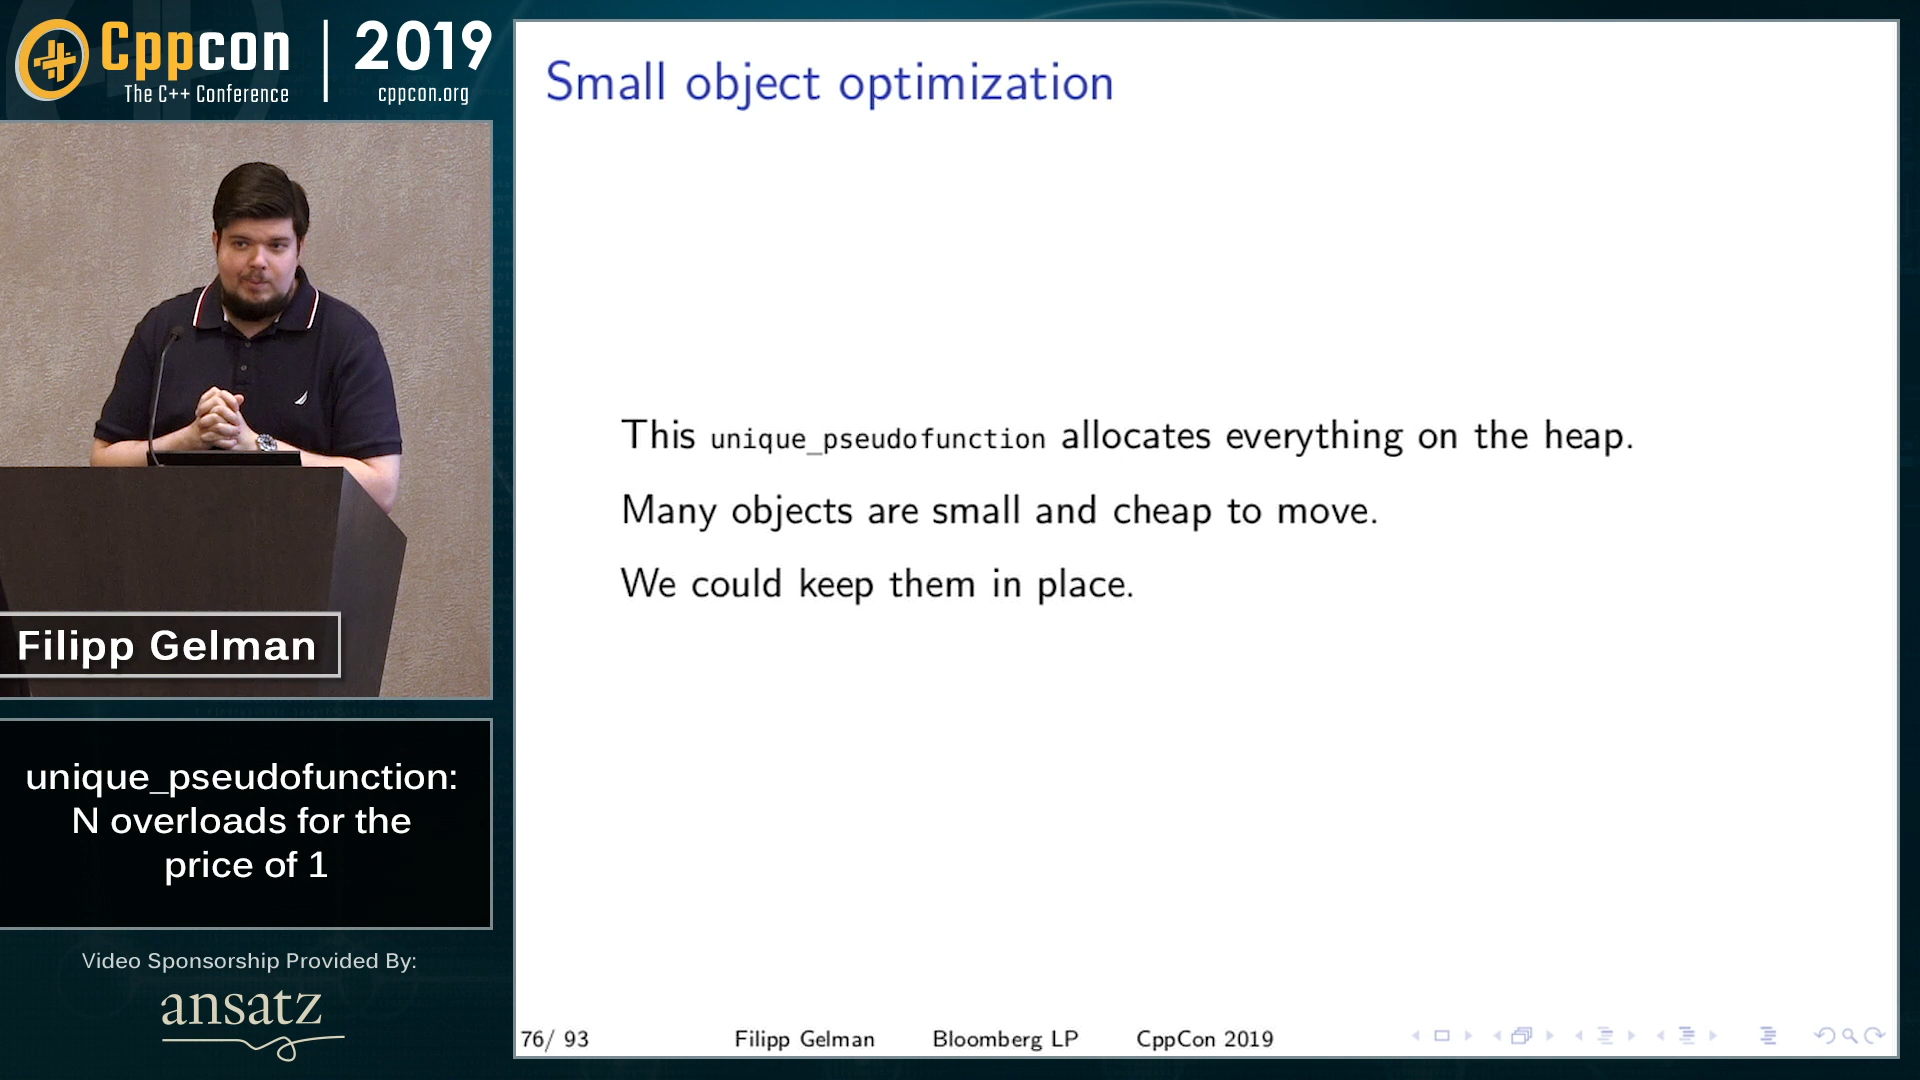 Cppcon
The C++ Conference
2019
cppcon.org
Filipp Gelman
unique_pseudofunction:
N overloads for the
price of 1
Video Sponsorship Provided By:
ansatz
Small object optimization
This unique_pseudofunction allocates everything on the heap.
Many objects are small and cheap to move.
We could keep them in place.
76/ 93 Filipp Gelman Bloomberg LP CppCon 2019